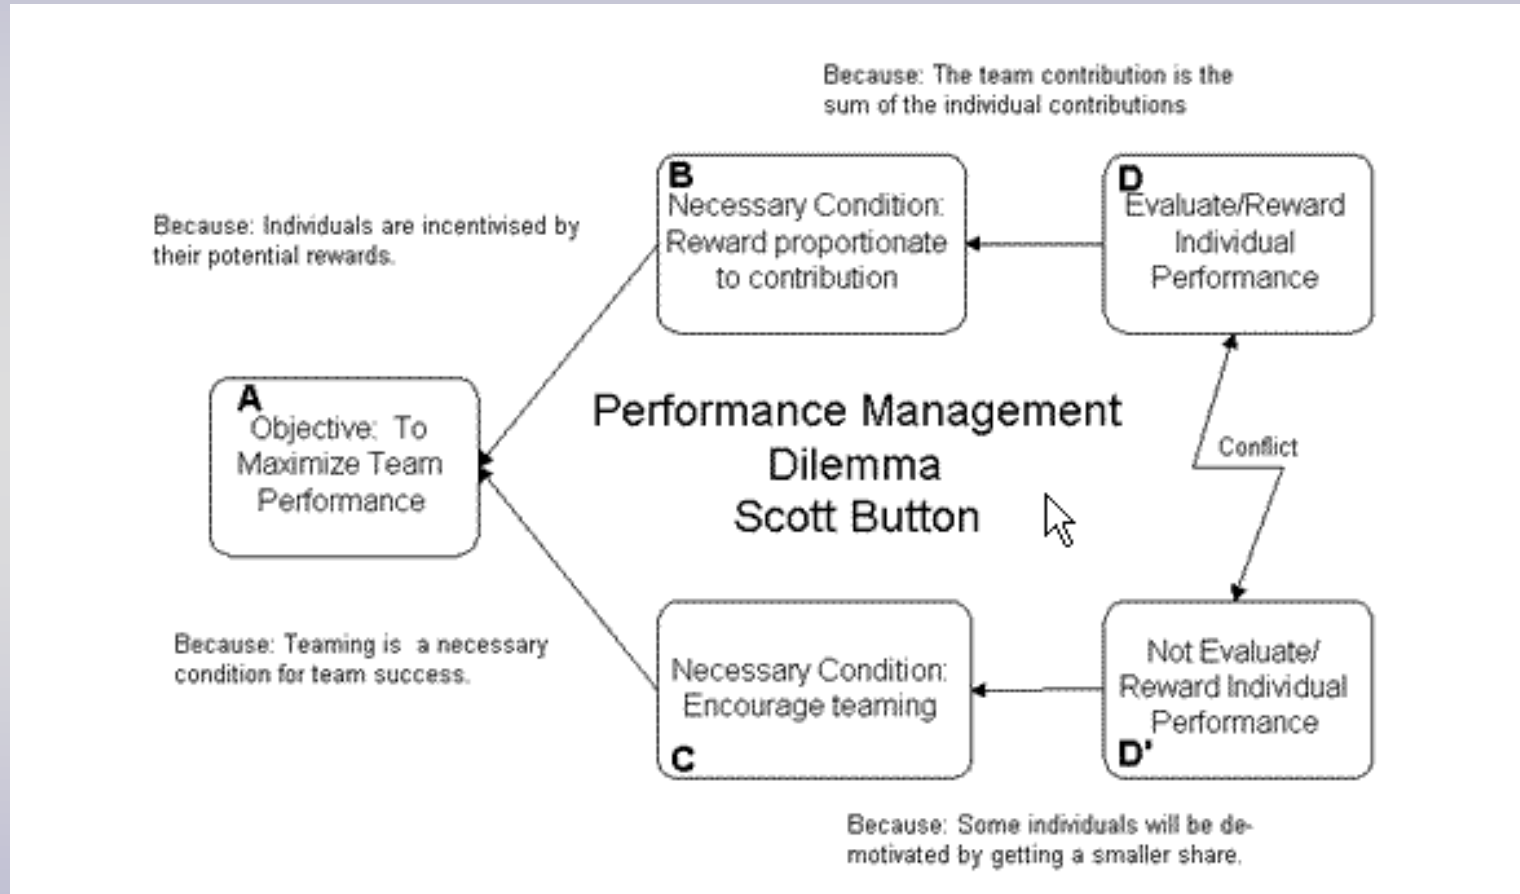 Because: The team contribution is the
sum of the individual contributions
B
Necessary Condition:
Reward proportionate
to contribution
D
Evaluate/Reward
Individual
Performance
Because: Individuals are incentivised by
their potential rewards.
A
Objective: To
Maximize Team
Performance
Performance Management
Dilemma
Scott Button
Conflict
Because: Teaming is a necessary
condition for team success.
Necessary Condition:
Encourage teaming
C
Not Evaluate/
Reward Individual
Performance
D'
Because: Some individuals will be de-
motivated by getting a smaller share.